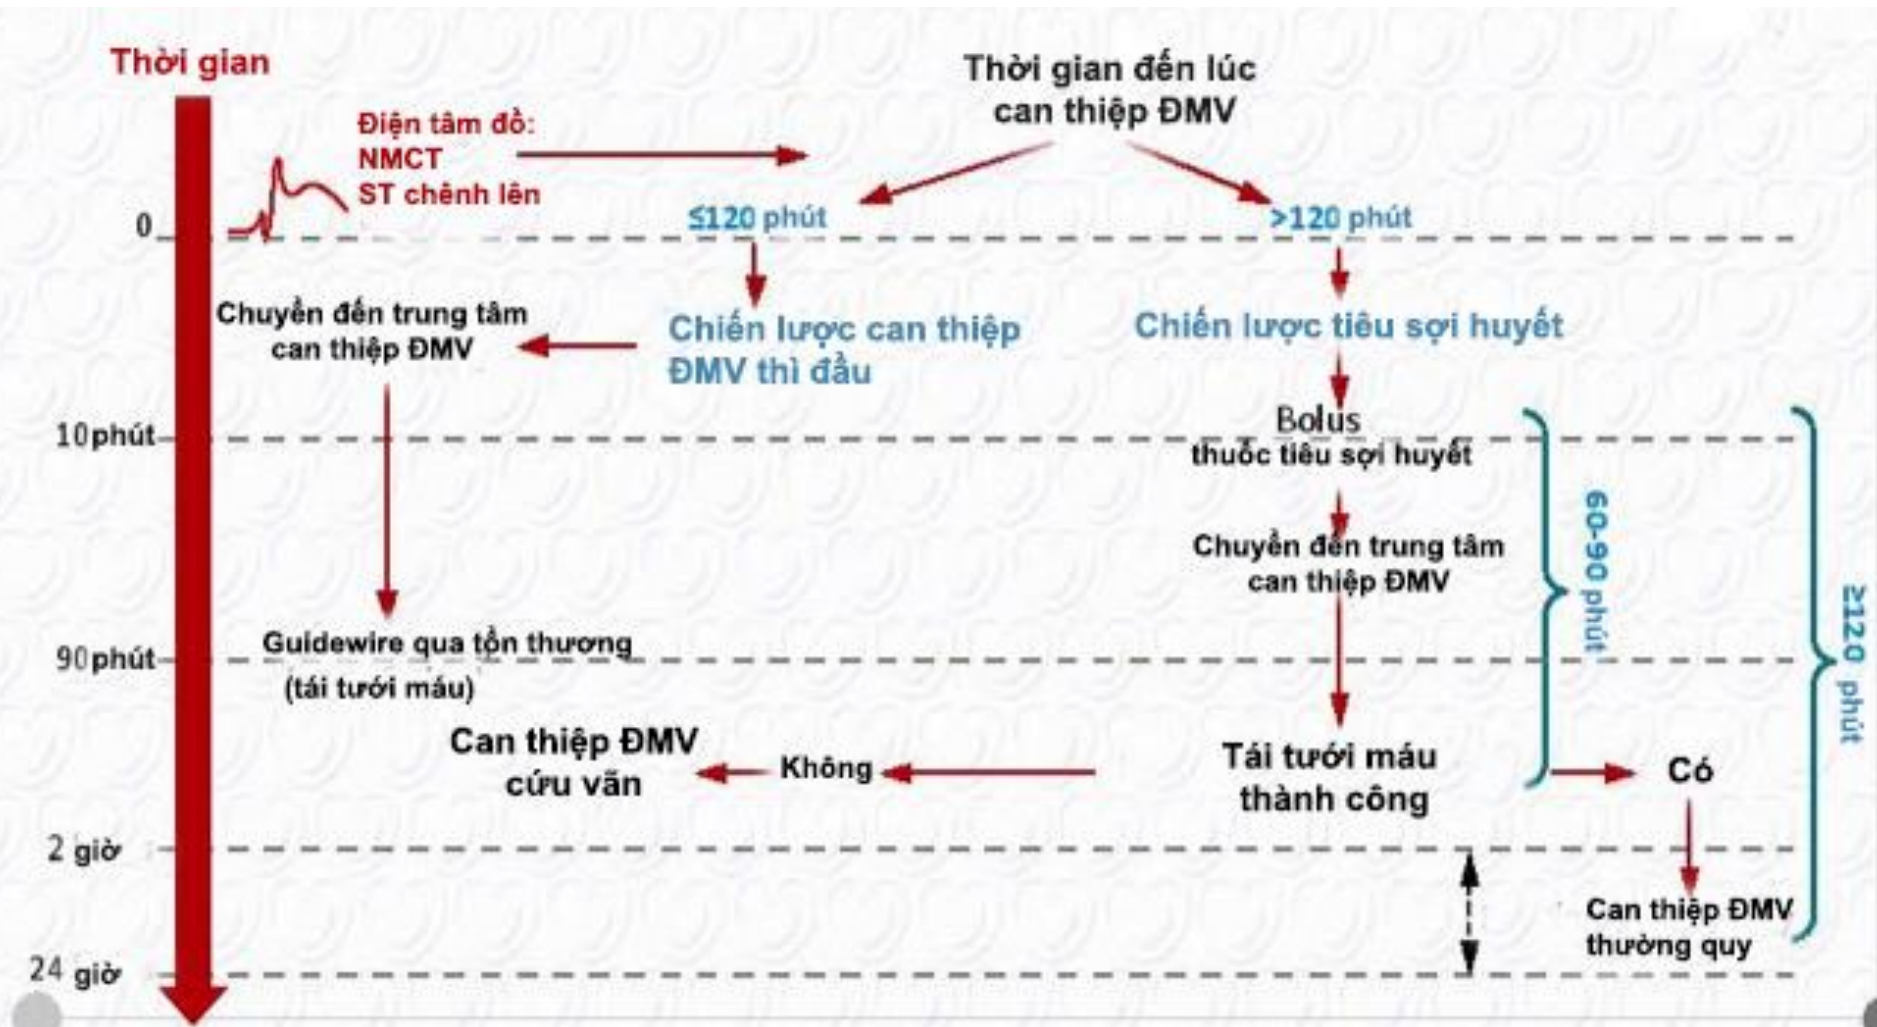 Thời gian
Thời gian đến lúc
can thiệp ĐMV
Điện tâm đồ:
NMCT
ST chênh lên
0
≤120 phút
>120 phút
Chuyển đến trung tâm
can thiệp ĐMV
Chiến lược can thiệp
ĐMV thì đầu
Chiến lược tiêu sợi huyết
10phút
Bolus
thuốc tiêu sợi huyết
60-90 phút
Chuyển đến trung tâm
can thiệp ĐMV
≥120 phút
90phút
Guidewire qua tổn thương
(tái tưới máu)
Can thiệp ĐMV
cứu vãn
Không
Tái tưới máu
thành công
Có
2 giờ
Can thiệp ĐMV
thường quy
24 giờ